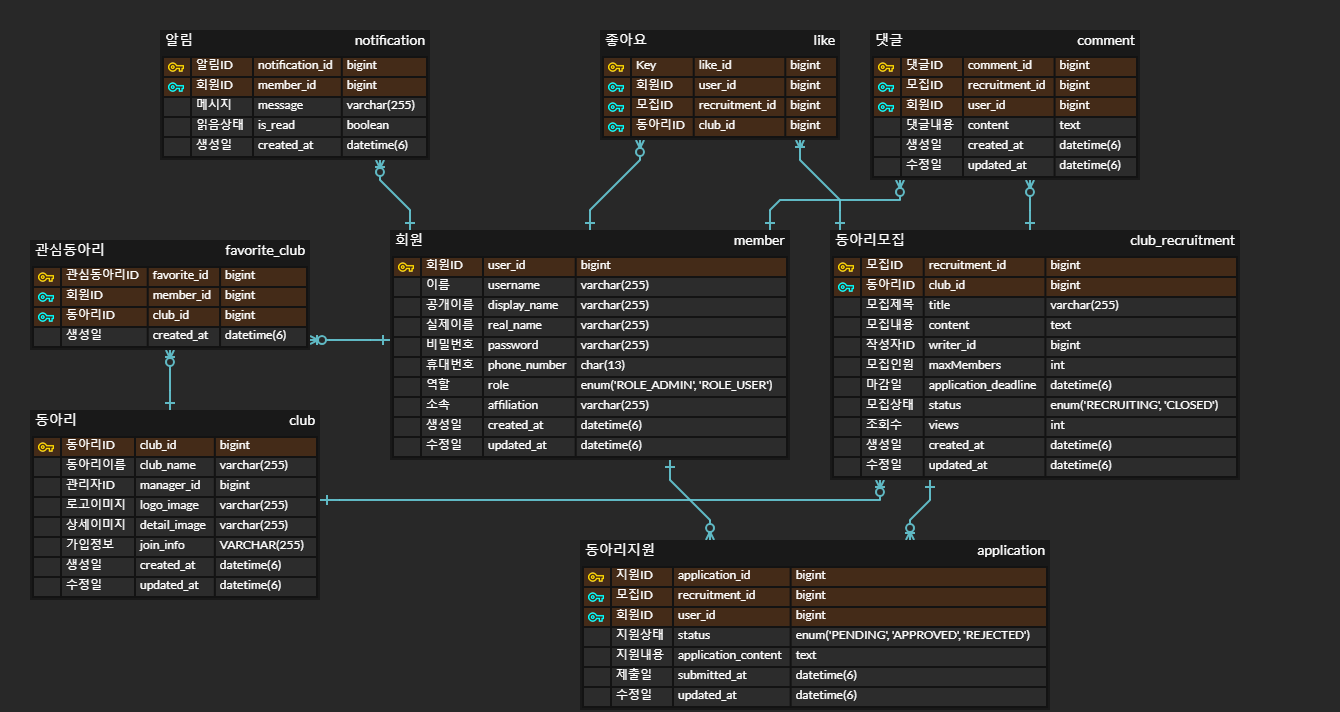 알림 notification
알림ID notification_id bigint
회원ID member_id bigint
메시지 message varchar(255)
읽음상태 is_read boolean
생성일 created_at datetime(6)
좋아요 like
Key like_id bigint
회원ID user_id bigint
모집ID recruitment_id bigint
동아리ID club_id bigint
댓글 comment
댓글ID comment_id bigint
모집ID recruitment_id bigint
회원ID user_id bigint
댓글내용 content text
생성일 created_at datetime(6)
수정일 updated_at datetime(6)
관심동아리 favorite_club
관심동아리ID favorite_id bigint
회원ID member_id bigint
동아리ID club_id bigint
생성일 created_at datetime(6)
회원 member
회원ID user_id bigint
이름 username varchar(255)
공개이름 display_name varchar(255)
실제이름 real_name varchar(255)
비밀번호 password varchar(255)
휴대번호 phone_number char(13)
역할 role enum('ROLE_ADMIN', 'ROLE_USER')
소속 affiliation varchar(255)
생성일 created_at datetime(6)
수정일 updated_at datetime(6)
동아리모집 club_recruitment
모집ID recruitment_id bigint
동아리ID club_id bigint
모집제목 title varchar(255)
모집내용 content text
작성자ID writer_id bigint
모집인원 maxMembers int
마감일 application_deadline datetime(6)
모집상태 status enum('RECRUITING', 'CLOSED')
조회수 views int
생성일 created_at datetime(6)
수정일 updated_at datetime(6)
동아리 club
동아리ID club_id bigint
동아리이름 club_name varchar(255)
관리자ID manager_id bigint
로고이미지 logo_image varchar(255)
상세이미지 detail_image varchar(255)
가입정보 join_info VARCHAR(255)
생성일 created_at datetime(6)
수정일 updated_at datetime(6)
동아리지원 application
지원ID application_id bigint
모집ID recruitment_id bigint
회원ID user_id bigint
지원상태 status enum('PENDING', 'APPROVED', 'REJECTED')
지원내용 application_content text
제출일 submitted_at datetime(6)
수정일 updated_at datetime(6)